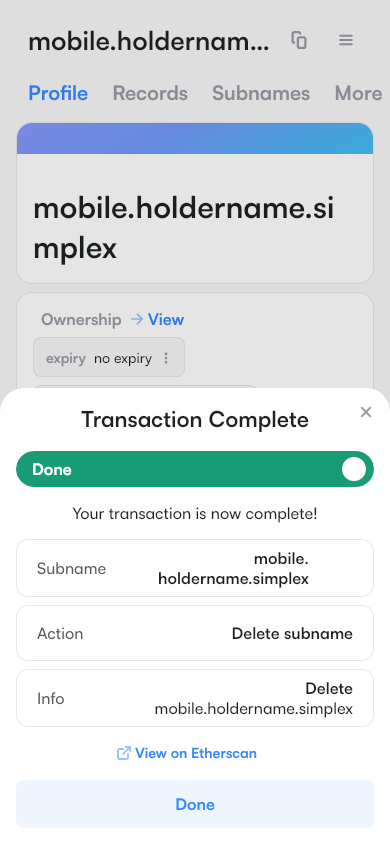 mobile.holdernam...
Profile Records Subnames More
mobile.holdername.si
mplex
Ownership → View
expiry no expiry
Transaction Complete
Done
Your transaction is now complete!
Subname
mobile.
holdername.simplex
Action
Delete subname
Info
Delete
mobile.holdername.simplex
View on Etherscan
Done